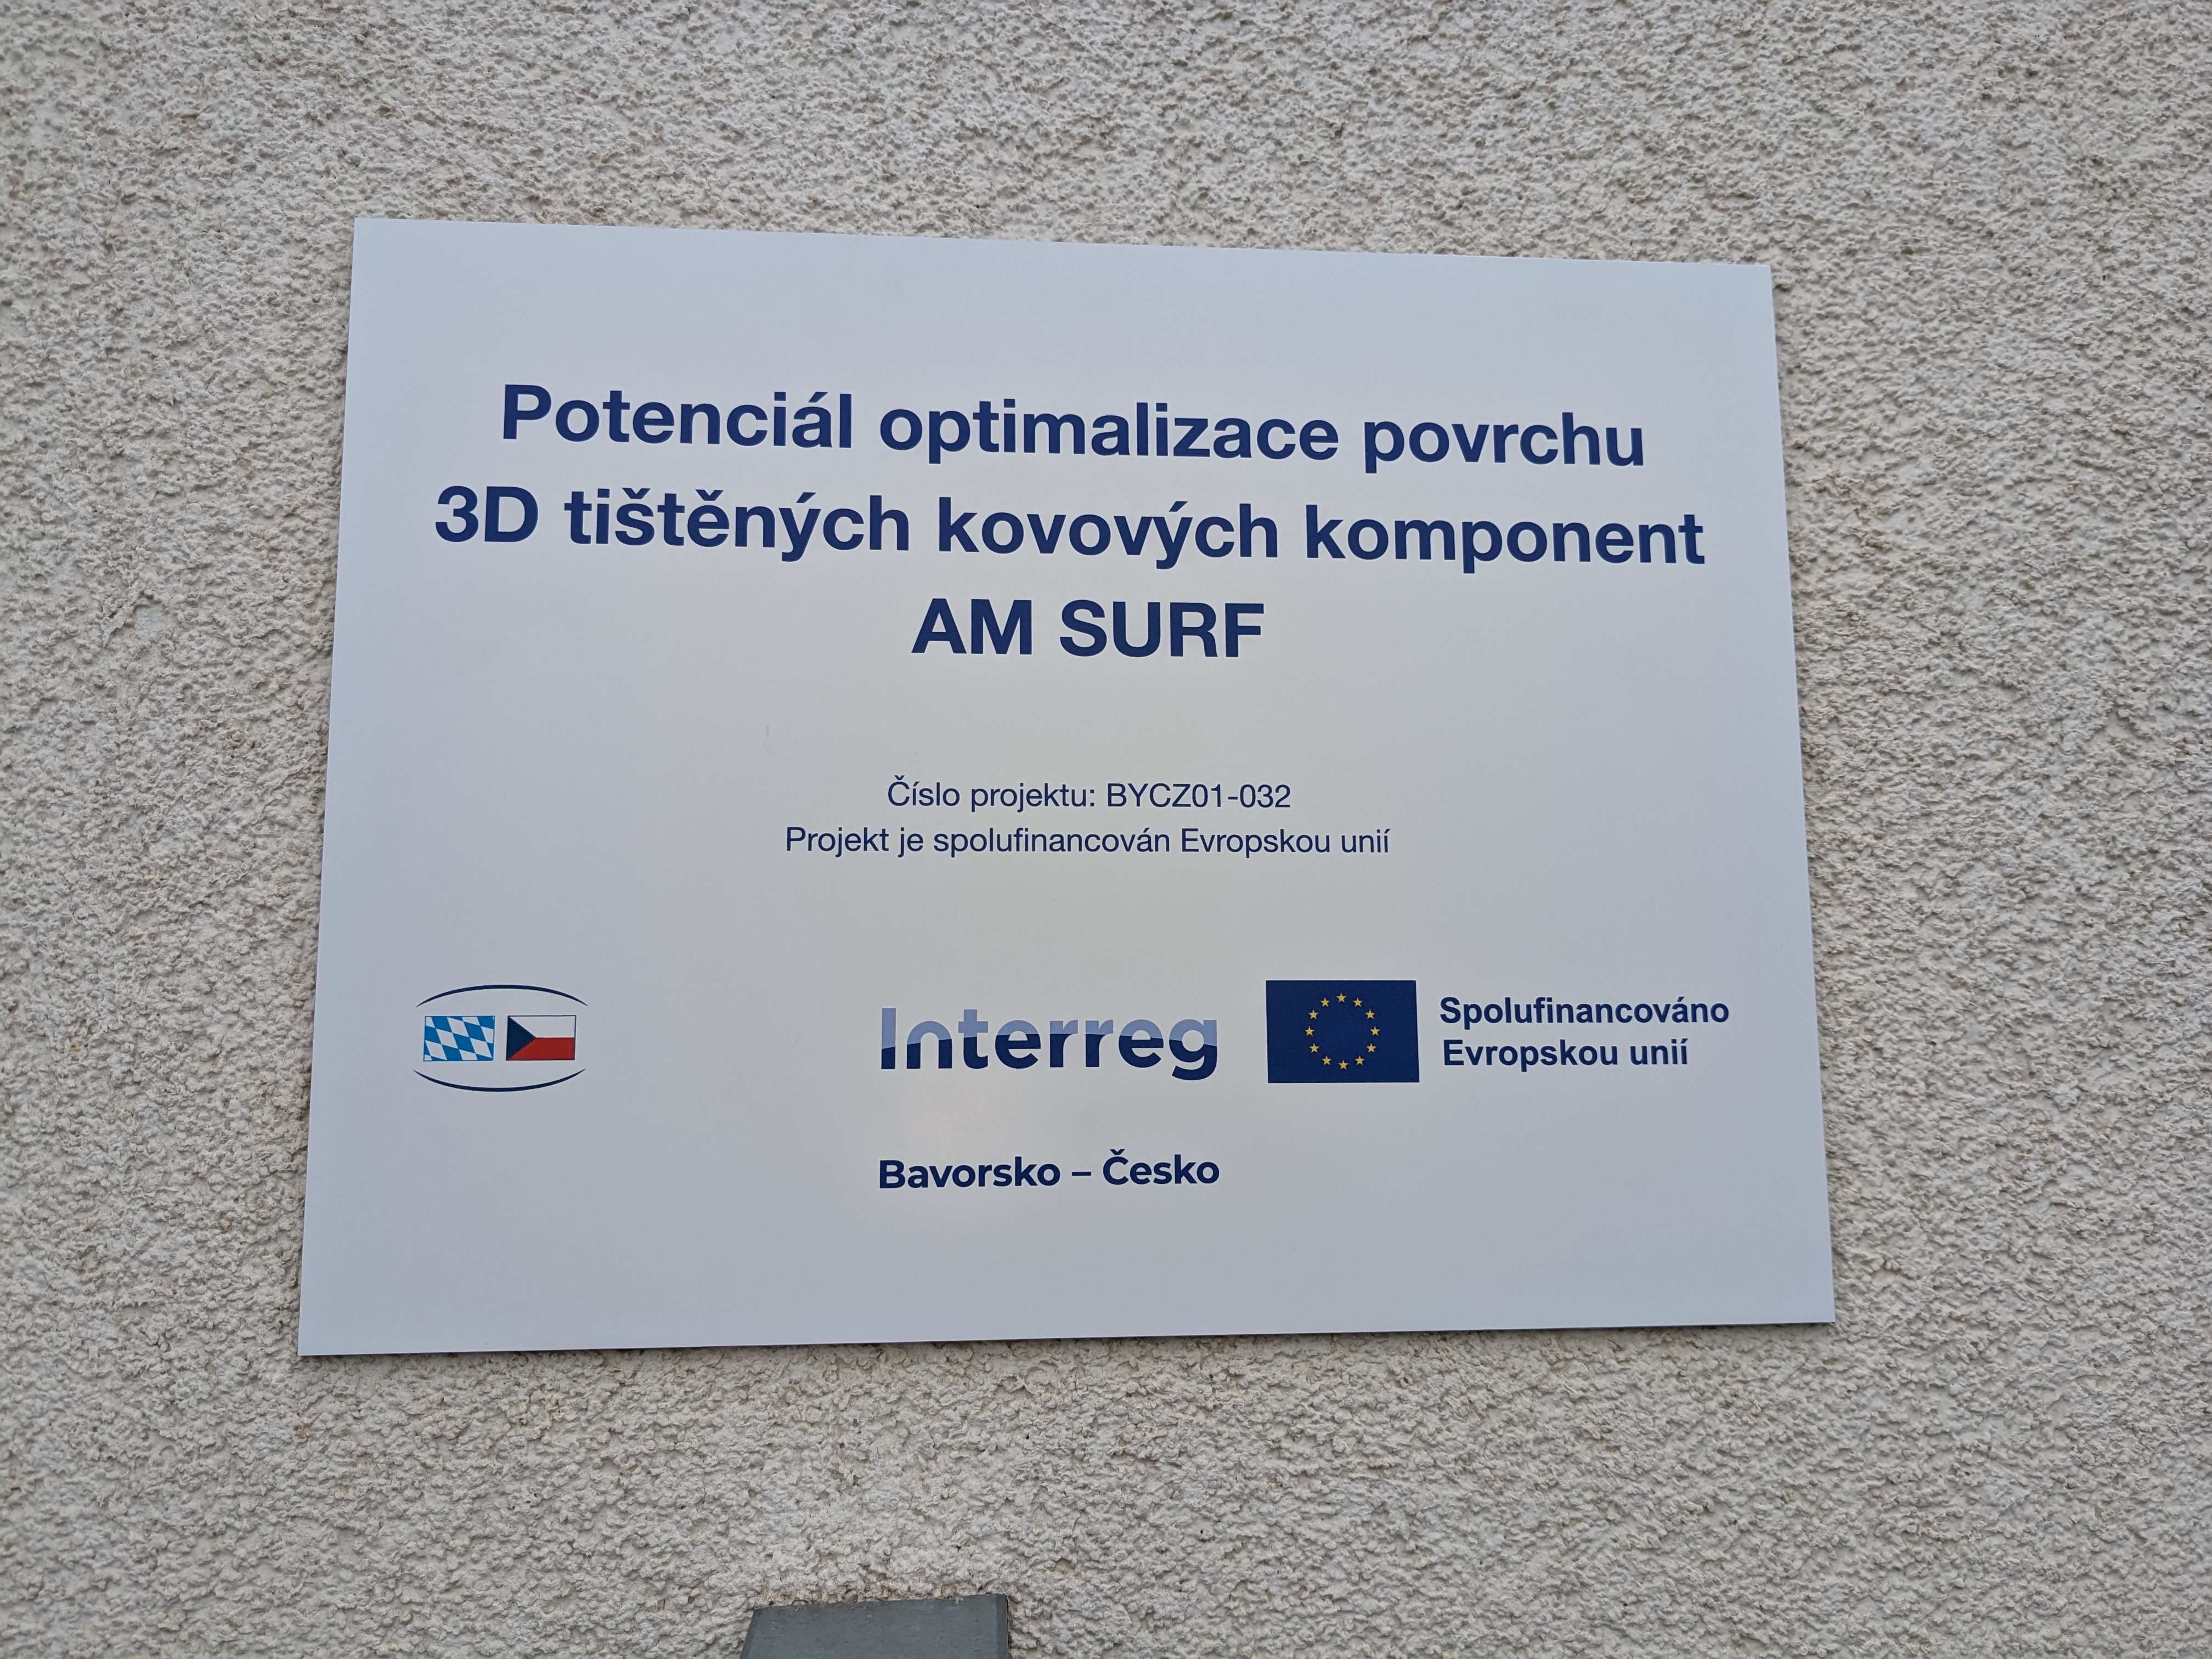 Potenciál optimalizace povrchu
3D tištěných kovových komponent
AM SURF
Číslo projektu: BYCZ01-032
Projekt je spolufinancován Evropskou unií
Interreg
Spolufinancováno
Evropskou unií
Bavorsko – Česko